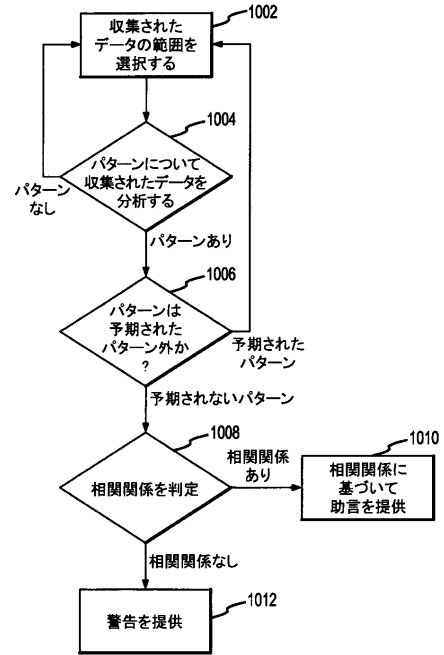 1002
収集された
データの範囲を
選択する
1004
パターンについて
収集されたデータを
分析する
パターン
なし
パターンあり
1006
パターンは
予期された
パターン外か
?
予期された
パターン
予期されないパターン
1008
相関関係を判定
相関関係
あり
1010
相関関係に
基づいて
助言を提供
相関関係なし
1012
警告を提供